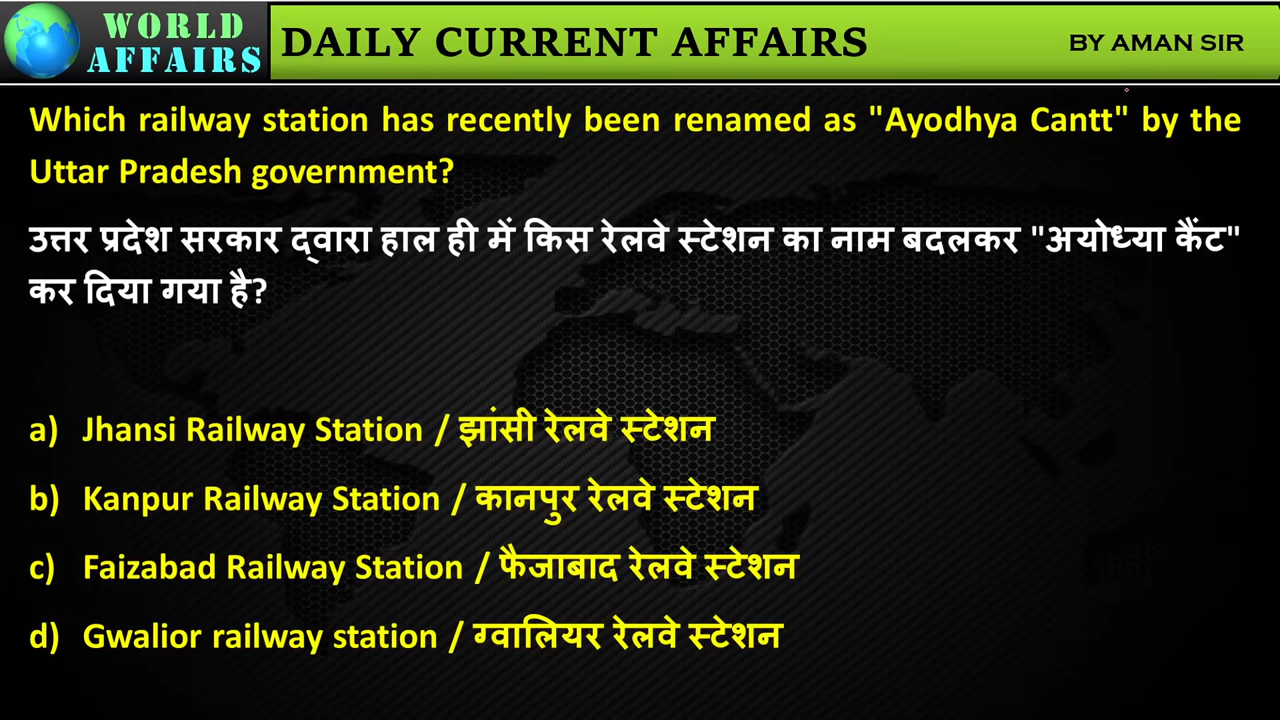 WORLD
AFFAIRS
DAILY CURRENT AFFAIRS
BY AMAN SIR
Which railway station has recently been renamed as "Ayodhya Cantt" by the
Uttar Pradesh government?
उत्तर प्रदेश सरकार द्वारा हाल ही में किस रेलवे स्टेशन का नाम बदलकर "अयोध्या कैंट"
कर दिया गया है?
a) Jhansi Railway Station / झांसी रेलवे स्टेशन
b) Kanpur Railway Station / कानपुर रेलवे स्टेशन
c) Faizabad Railway Station / फैजाबाद रेलवे स्टेशन
d) Gwalior railway station / ग्वालियर रेलवे स्टेशन